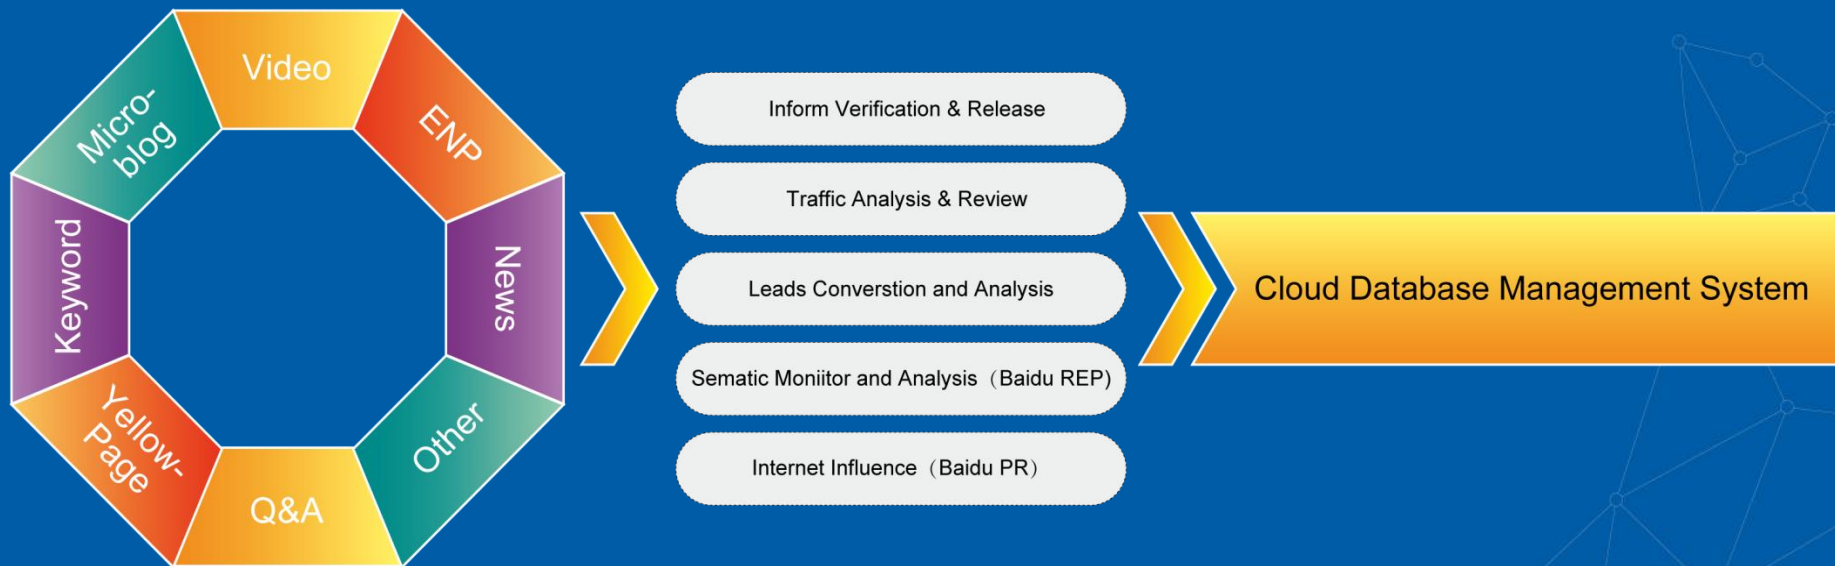 Video
ENP
News
Other
Q&A
Yellow-
Page
Keyword
Micro-
blog
Inform Verification & Release
Traffic Analysis & Review
Leads Converstion and Analysis
Sematic Moniitor and Analysis（Baidu REP)
Internet Influence（Baidu PR）
Cloud Database Management System